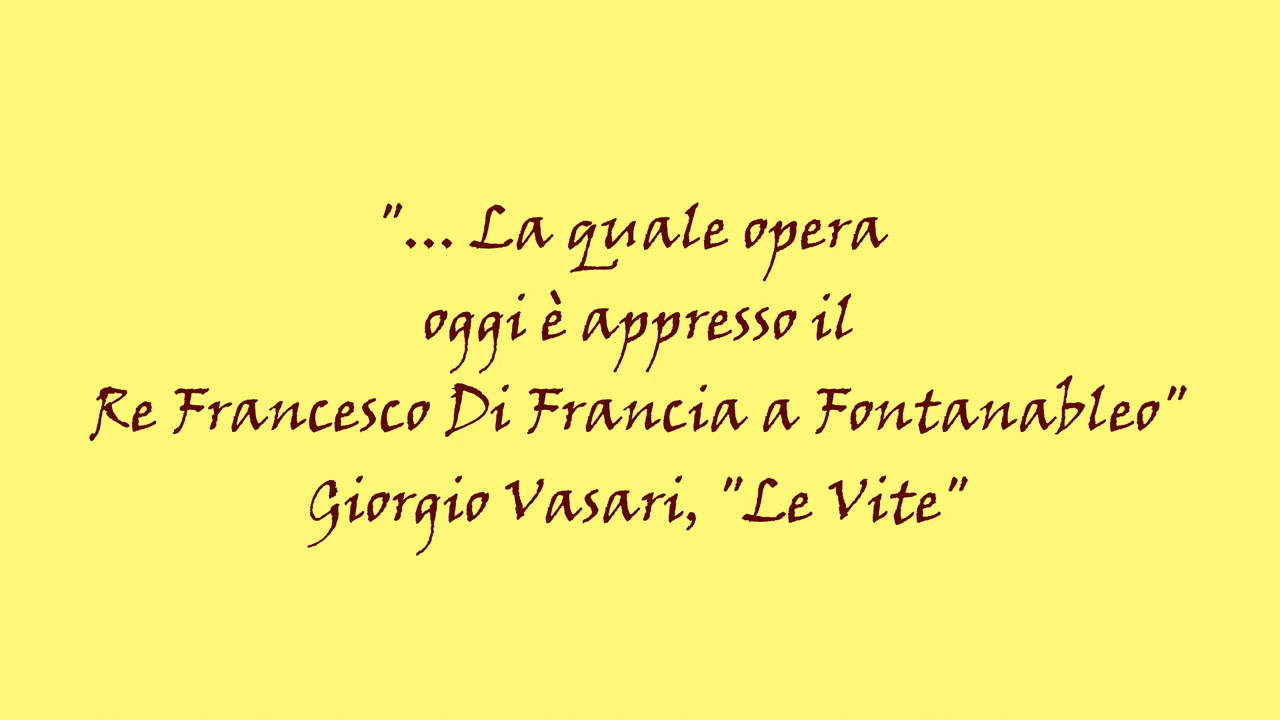 "... La quale opera
oggi è appresso il
Re Francesco Di Francia a Fontanableo"
Giorgio Vasari, "Le Vite"